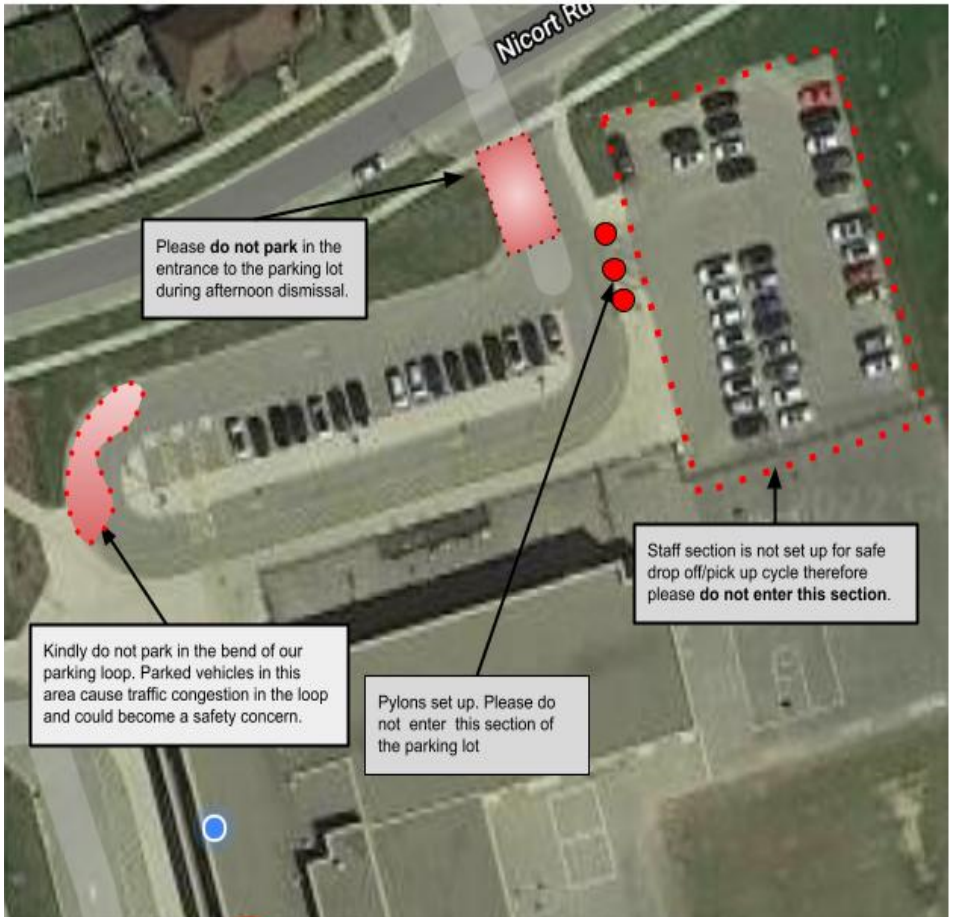 Nicort Rd
Please do not park in the
entrance to the parking lot
during afternoon dismissal.
Staff section is not set up for safe
drop off/pick up cycle therefore
please do not enter this section.
Kindly do not park in the bend of our
parking loop. Parked vehicles in this
area cause traffic congestion in the loop
and could become a safety concern.
Pylons set up. Please do
not enter this section of
the parking lot